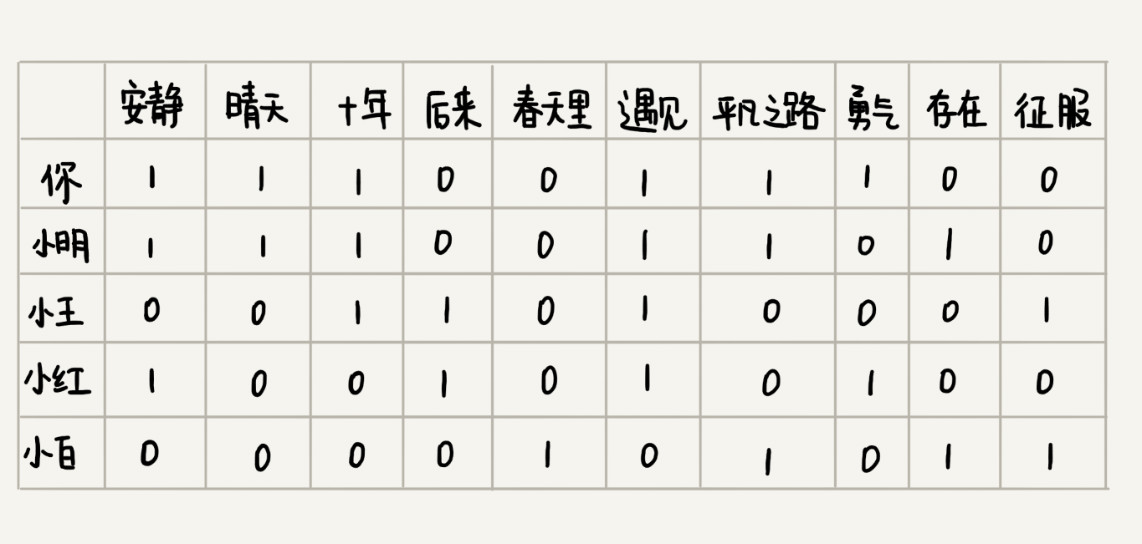 安静 晴天 十年 后来 春天里 遇见 平凡之路 勇气 存在 征服
你 1 1 1 0 0 1 1 1 0 0
小明 1 1 1 0 0 1 1 0 1 0
小王 0 0 1 1 0 1 0 0 0 1
小红 1 0 0 1 0 1 0 1 0 0
小白 0 0 0 0 1 0 1 0 1 1